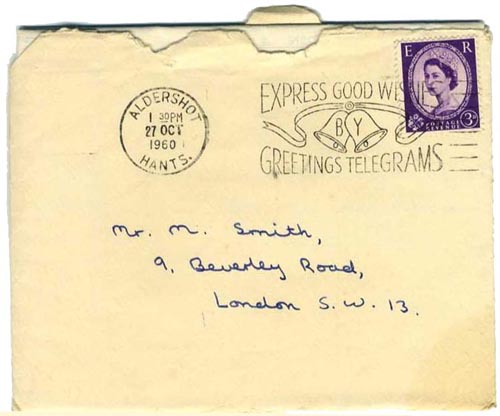 E R
POSTAGE REVENUE
3D
EXPRESS GOOD WISHES
BY
GREETINGS TELEGRAMS
ALDERSHOT
1 30PM
27 OCT
1960
HANTS.
Mr. M. Smith,
9, Beverley Road,
London S.W. 13.